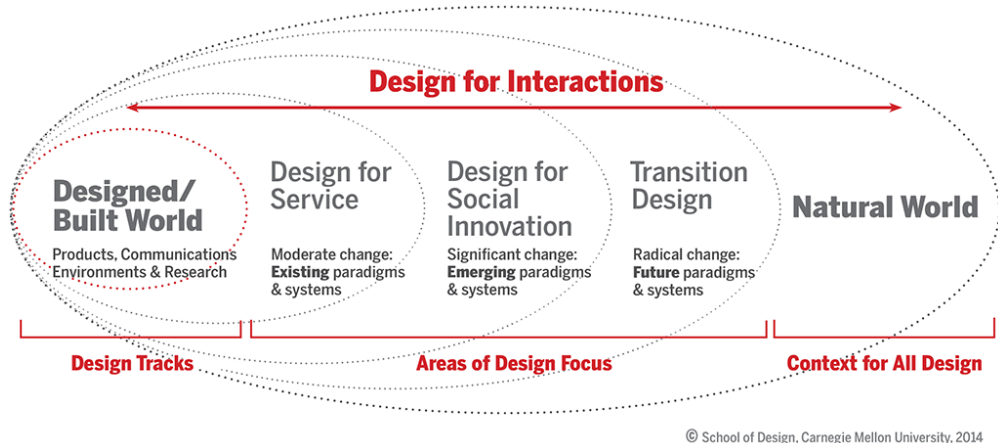 Design for Interactions
Designed/
Built World
Products, Communications
Environments & Research
Design for
Service
Moderate change:
Existing paradigms
& systems
Design for
Social
Innovation
Significant change:
Emerging paradigms
& systems
Transition
Design
Radical change:
Future paradigms
& systems
Natural World
Design Tracks
Areas of Design Focus
Context for All Design
© School of Design, Carnegie Mellon University, 2014